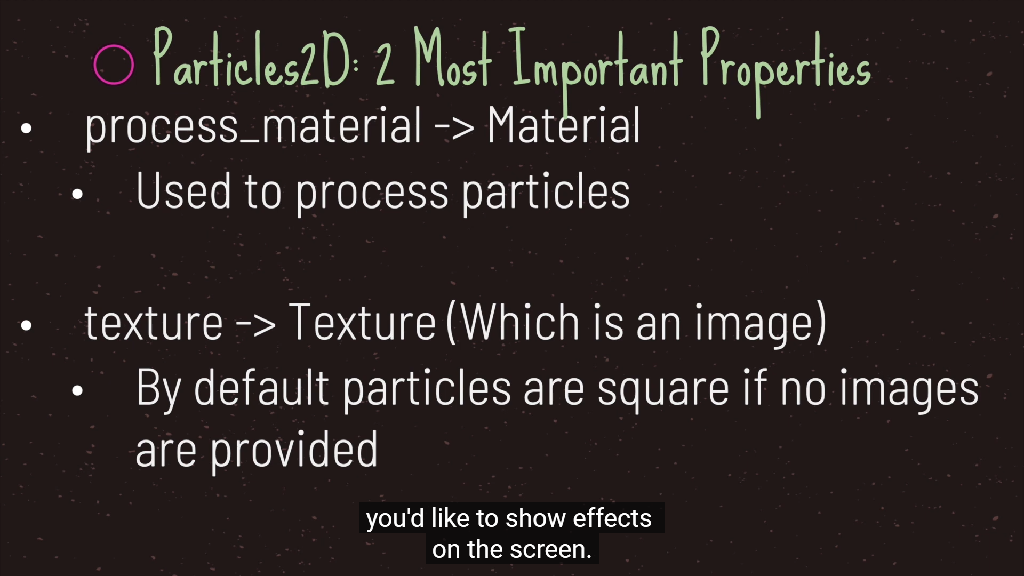 Particles2D: 2 Most Important Properties
• process_material -> Material
• Used to process particles
• texture -> Texture (Which is an image)
• By default particles are square if no images
are provided
you'd like to show effects
on the screen.